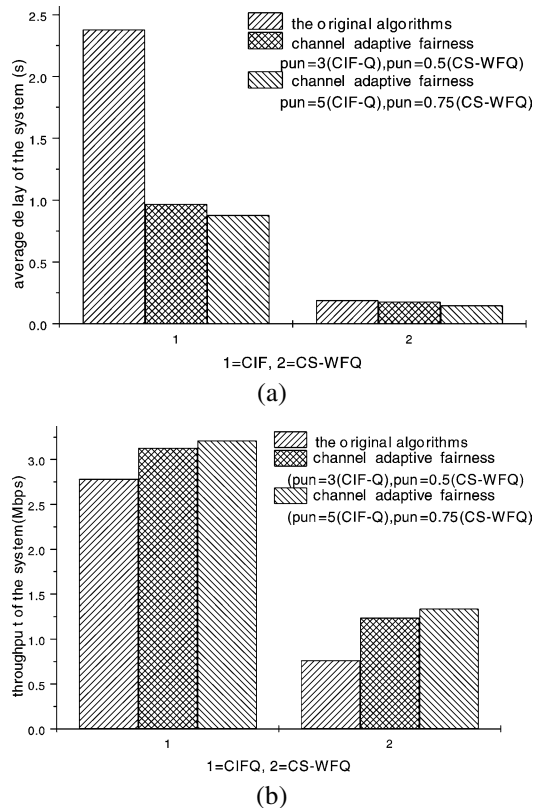 the original algorithms
channel adaptive fairness
pun=3(CIF-Q),pun=0.5(CS-WFQ)
channel adaptive fairness
pun=5(CIF-Q),pun=0.75(CS-WFQ)
average delay of the system (s)
2.5
2.0
1.5
1.0
0.5
0.0
1
2
1=CIF, 2=CS-WFQ
(a)
the original algorithms
channel adaptive fairness
(pun=3(CIF-Q),pun=0.5(CS-WFQ)
channel adaptive fairness
(pun=5(CIF-Q),pun=0.75(CS-WFQ)
throughput of the system(Mbps)
3.0
2.5
2.0
1.5
1.0
0.5
0.0
1
2
1=CIFQ, 2=CS-WFQ
(b)